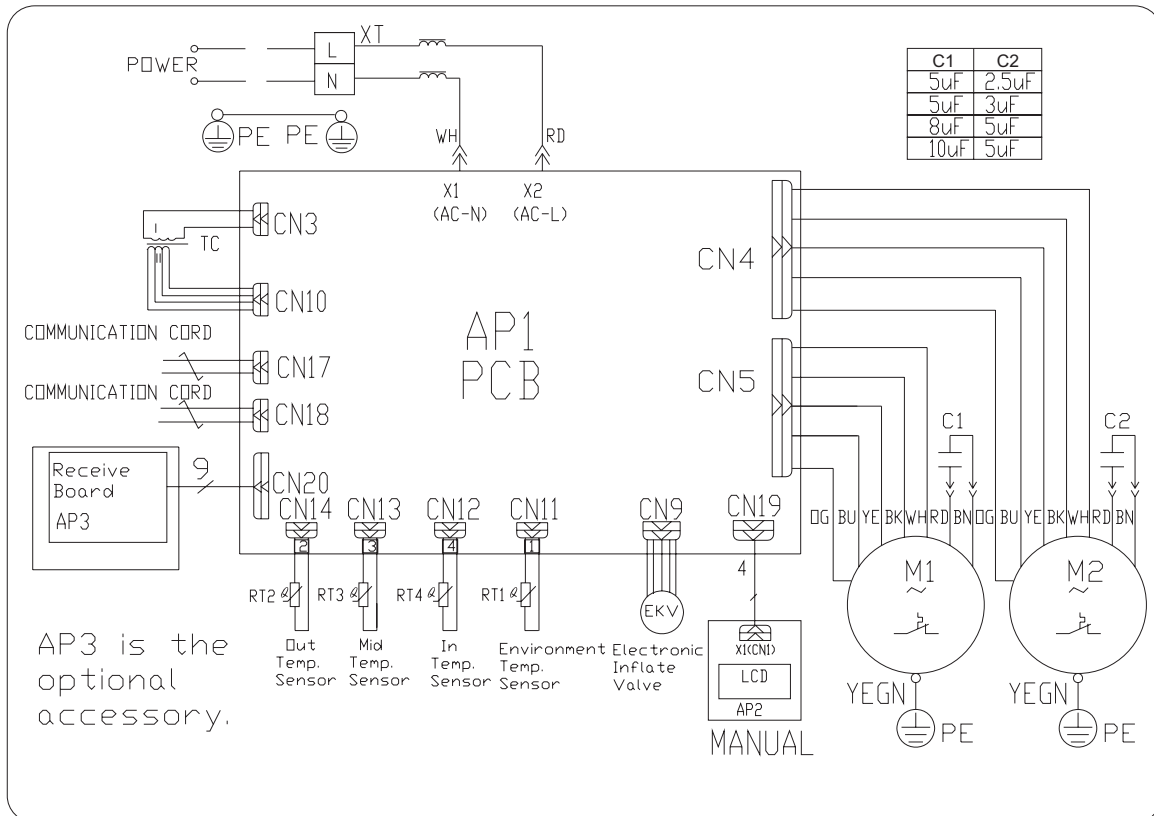 POWER
L
XT
N
PE PE
WH
RD
X1
(AC-N)
X2
(AC-L)
C1 C2
5uF 2.5uF
5uF 3uF
8uF 5uF
10uF 5uF
CN3
I
TC
II
CN10
COMMUNICATION CORD
CN17
COMMUNICATION CORD
CN18
AP1
PCB
CN4
CN5
Receive
Board
AP3
9
CN20
CN14
CN13
CN12
CN11
CN9
CN19
2
3
4
1
4
RT2
RT3
RT4
RT1
EKV
Out
Temp.
Sensor
Mid
Temp.
Sensor
In
Temp.
Sensor
Environment
Temp.
Sensor
Electronic
Inflate
Valve
X1(CN1)
LCD
AP2
MANUAL
C1
C2
OG BU YE BK WH RD BN
OG BU YE BK WH RD BN
M1
~
M2
~
YEGN
PE
YEGN
PE
AP3 is the
optional
accessory.